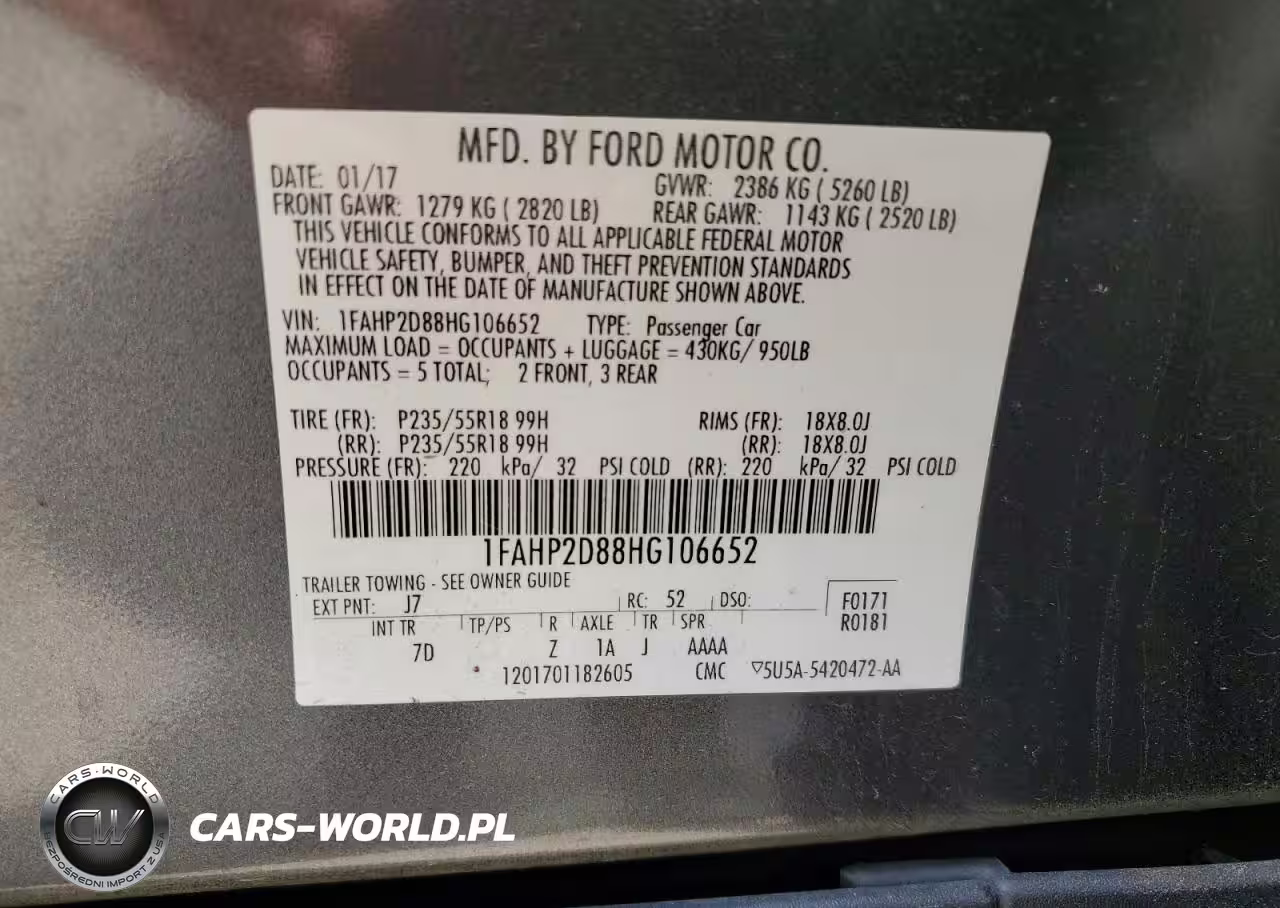 MFD. BY FORD MOTOR CO.
DATE: 01/17 GVWR: 2386 KG ( 5260 LB)
FRONT GAWR: 1279 KG ( 2820 LB) REAR GAWR: 1143 KG ( 2520 LB)
THIS VEHICLE CONFORMS TO ALL APPLICABLE FEDERAL MOTOR
VEHICLE SAFETY, BUMPER, AND THEFT PREVENTION STANDARDS
IN EFFECT ON THE DATE OF MANUFACTURE SHOWN ABOVE.
VIN: 1FAHP2D88HG106652 TYPE: Passenger Car
MAXIMUM LOAD = OCCUPANTS + LUGGAGE = 430KG/ 950LB
OCCUPANTS = 5 TOTAL; 2 FRONT, 3 REAR
TIRE (FR): P235/55R18 99H RIMS (FR): 18X8.0J
(RR): P235/55R18 99H (RR): 18X8.0J
PRESSURE (FR): 220 kPa/ 32 PSI COLD (RR): 220 kPa/ 32 PSI COLD
1FAHP2D88HG106652
TRAILER TOWING - SEE OWNER GUIDE
EXT PNT: J7 RC: 52 DSO: F0171
INT TR TP/PS R AXLE TR SPR R0181
7D Z 1A J AAAA
1201701182605 CMC ▽5U5A-5420472-AA
CARS-WORLD
CW
BEZPOŚREDNI IMPORT Z USA
CARS-WORLD.PL